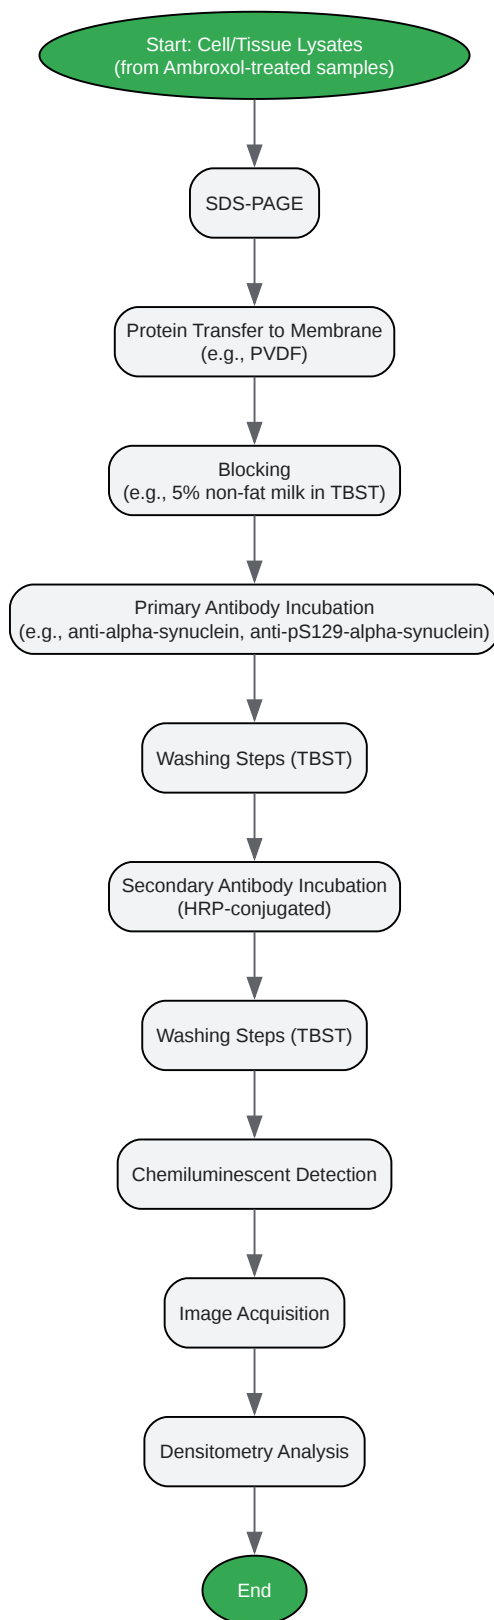 Start: Cell/Tissue Lysates
(from Ambroxol-treated samples)
SDS-PAGE
Protein Transfer to Membrane
(e.g., PVDF)
Blocking
(e.g., 5% non-fat milk in TBST)
Primary Antibody Incubation
(e.g., anti-alpha-synuclein, anti-pS129-alpha-synuclein)
Washing Steps (TBST)
Secondary Antibody Incubation
(HRP-conjugated)
Washing Steps (TBST)
Chemiluminescent Detection
Image Acquisition
Densitometry Analysis
End